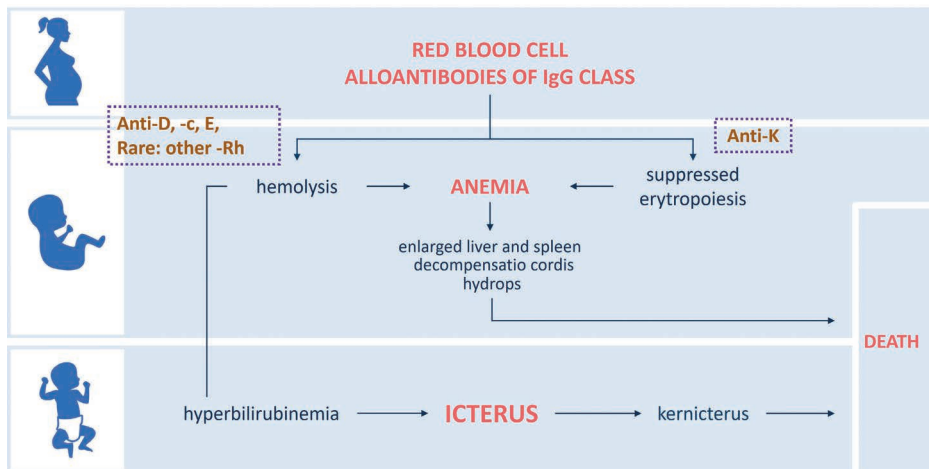 RED BLOOD CELL
ALLOANTIBODIES OF IgG CLASS
Anti-D, -c, E,
Rare: other -Rh
Anti-K
hemolysis
ANEMIA
suppressed
erytropoiesis
enlarged liver and spleen
decompensatio cordis
hydrops
DEATH
hyperbilirubinemia
ICTERUS
kernicterus